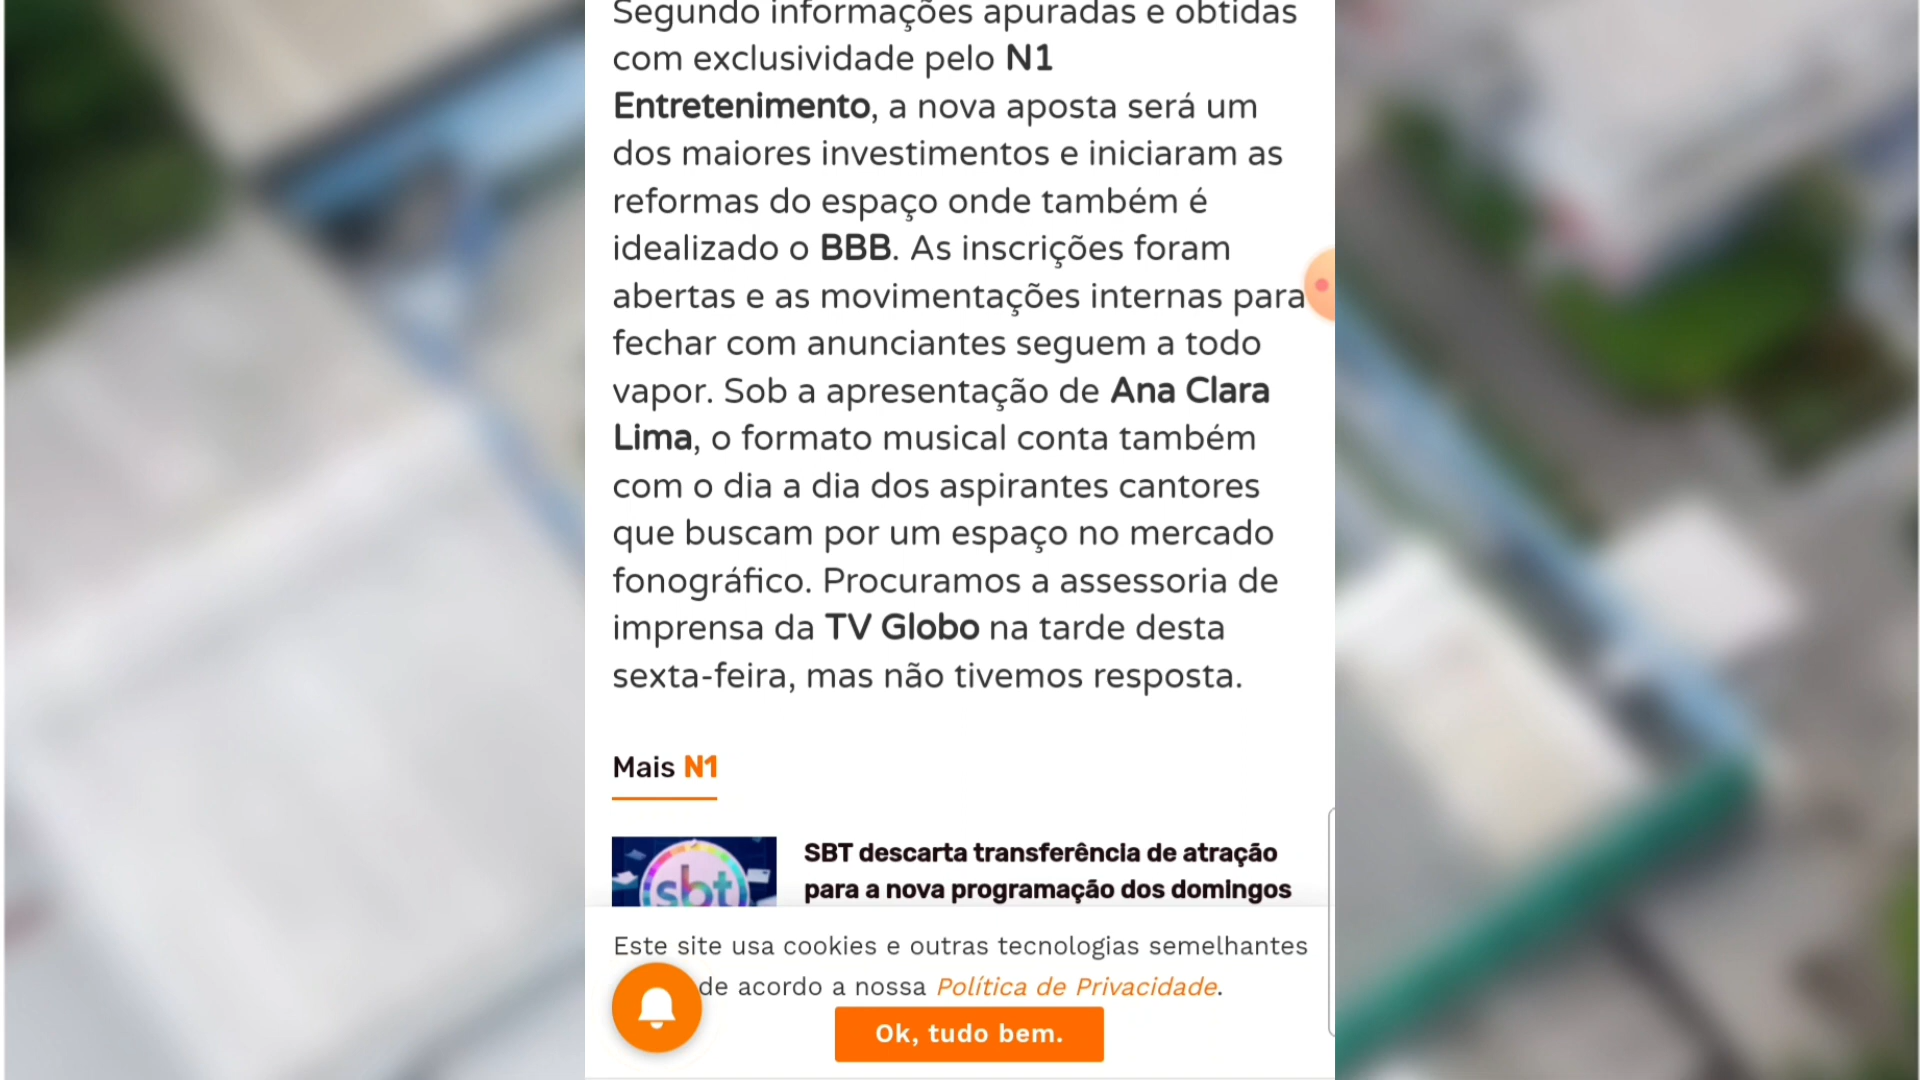 Segundo informações apuradas e obtidas
com exclusividade pelo N1
Entretenimento, a nova aposta será um
dos maiores investimentos e iniciaram as
reformas do espaço onde também é
idealizado o BBB. As inscrições foram
abertas e as movimentações internas para
fechar com anunciantes seguem a todo
vapor. Sob a apresentação de Ana Clara
Lima, o formato musical conta também
com o dia a dia dos aspirantes cantores
que buscam por um espaço no mercado
fonográfico. Procuramos a assessoria de
imprensa da TV Globo na tarde desta
sexta-feira, mas não tivemos resposta.
Mais N1
sbt
SBT descarta transferência de atração
para a nova programação dos domingos
Este site usa cookies e outras tecnologias semelhantes
de acordo a nossa Política de Privacidade.
Ok, tudo bem.